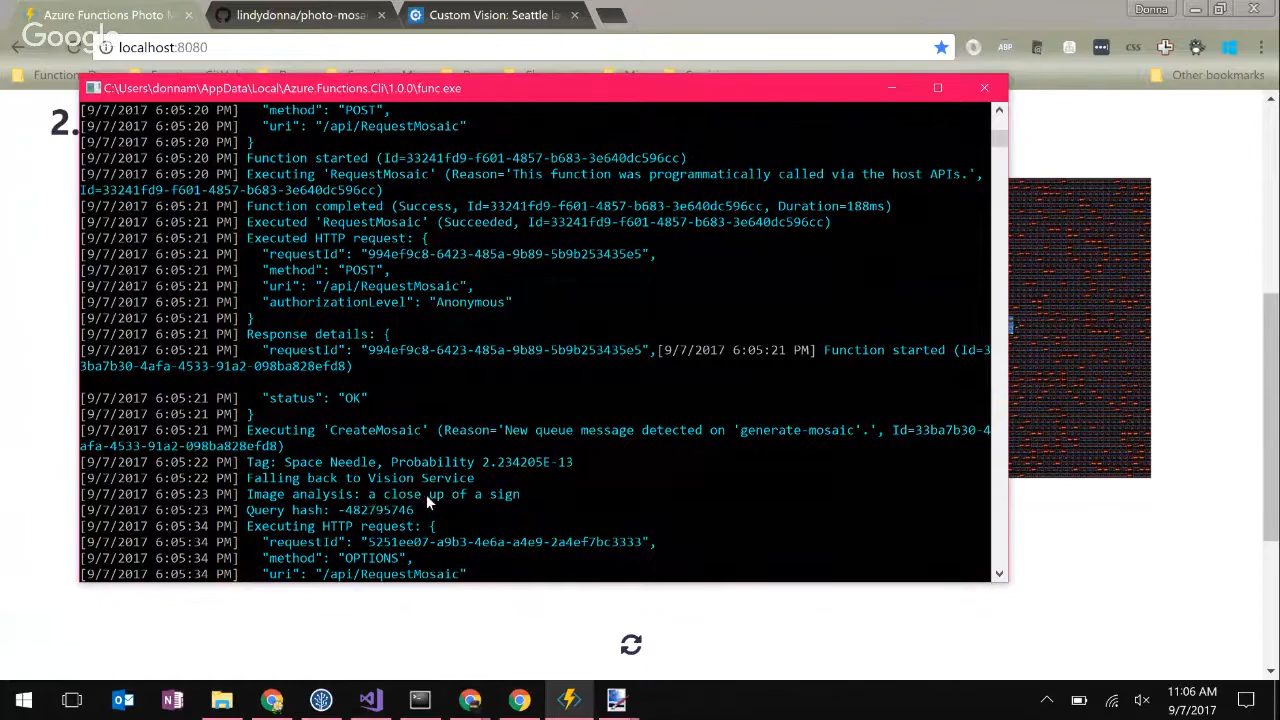 Azure Functions Photo Mo
lindydonna/photo-mosa
Custom Vision: Seattle la
Donna
Google
localhost:8080
ABP
CSS
Other bookmarks
C:\Users\donnam\AppData\Local\Azure.Functions.Cli\1.0.0\func.exe
2.
[9/7/2017 6:05:20 PM]   "method": "POST",
[9/7/2017 6:05:20 PM]   "uri": "/api/RequestMosaic"
[9/7/2017 6:05:20 PM] }
[9/7/2017 6:05:20 PM] Function started (Id=33241fd9-f601-4857-b683-3e640dc596cc)
[9/7/2017 6:05:20 PM] Executing 'RequestMosaic' (Reason='This function was programmatically called via the host APIs.',
Id=33241fd9-f601-4857-b683-3e640dc596cc)
[9/7/2017 6:05:21 PM] Function completed (Success, Id=33241fd9-f601-4857-b683-3e640dc596cc, Duration=188ms)
[9/7/2017 6:05:21 PM] Executed 'RequestMosaic' (Succeeded, Id=33241fd9-f601-4857-b683-3e640dc596cc)
[9/7/2017 6:05:21 PM] Executed HTTP request: {
[9/7/2017 6:05:21 PM]   "requestId": "994ef9c8-6423-485a-9b89-5b9b253435e5",
[9/7/2017 6:05:21 PM]   "method": "POST",
[9/7/2017 6:05:21 PM]   "uri": "/api/RequestMosaic",
[9/7/2017 6:05:21 PM]   "authorizationLevel": "Anonymous"
[9/7/2017 6:05:21 PM] }
[9/7/2017 6:05:21 PM] Response details: {
[9/7/2017 6:05:21 PM]   "requestId": "994ef9c8-6423-485a-9b89-5b9b253435e5",[9/7/2017 6:05:21 PM] Function started (Id=3
3ba7b30-4afa-4533-91a2-098ba828efd8)
[9/7/2017 6:05:21 PM]   "status": "OK"
[9/7/2017 6:05:21 PM] }
[9/7/2017 6:05:21 PM] Executing 'CreateMosaic' (Reason='New queue message detected on 'generate-mosaic'.', Id=33ba7b30-4
afa-4533-91a2-098ba828efd8)
[9/7/2017 6:05:22 PM] Tag: Space Needle, Probability 2.234205E-13
[9/7/2017 6:05:22 PM] Falling back to Vision Service
[9/7/2017 6:05:23 PM] Image analysis: a close up of a sign
[9/7/2017 6:05:23 PM] Query hash: -482795746
[9/7/2017 6:05:34 PM] Executing HTTP request: {
[9/7/2017 6:05:34 PM]   "requestId": "5251ee07-a9b3-4e6a-a4e9-2a4ef7bc3333",
[9/7/2017 6:05:34 PM]   "method": "OPTIONS",
[9/7/2017 6:05:34 PM]   "uri": "/api/RequestMosaic"
11:06 AM
9/7/2017